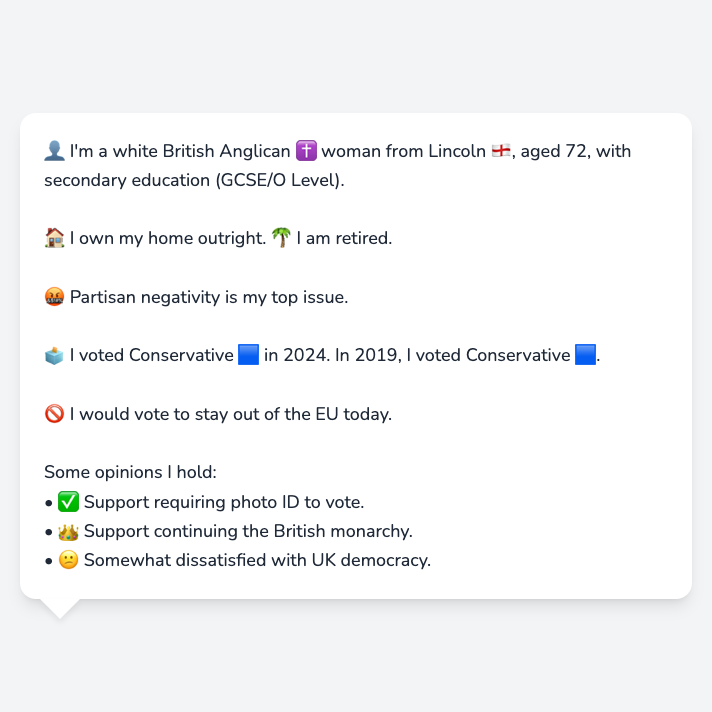 👤 I'm a white British Anglican ✝️ woman from Lincoln 🏴󠁧󠁢󠁥󠁮󠁧󠁿, aged 72, with
secondary education (GCSE/O Level).
🏠 I own my home outright. 🌴 I am retired.
🤬 Partisan negativity is my top issue.
🗳️ I voted Conservative 🟦 in 2024. In 2019, I voted Conservative 🟦.
🚫 I would vote to stay out of the EU today.
Some opinions I hold:
• ✅ Support requiring photo ID to vote.
• 👑 Support continuing the British monarchy.
• 😕 Somewhat dissatisfied with UK democracy.